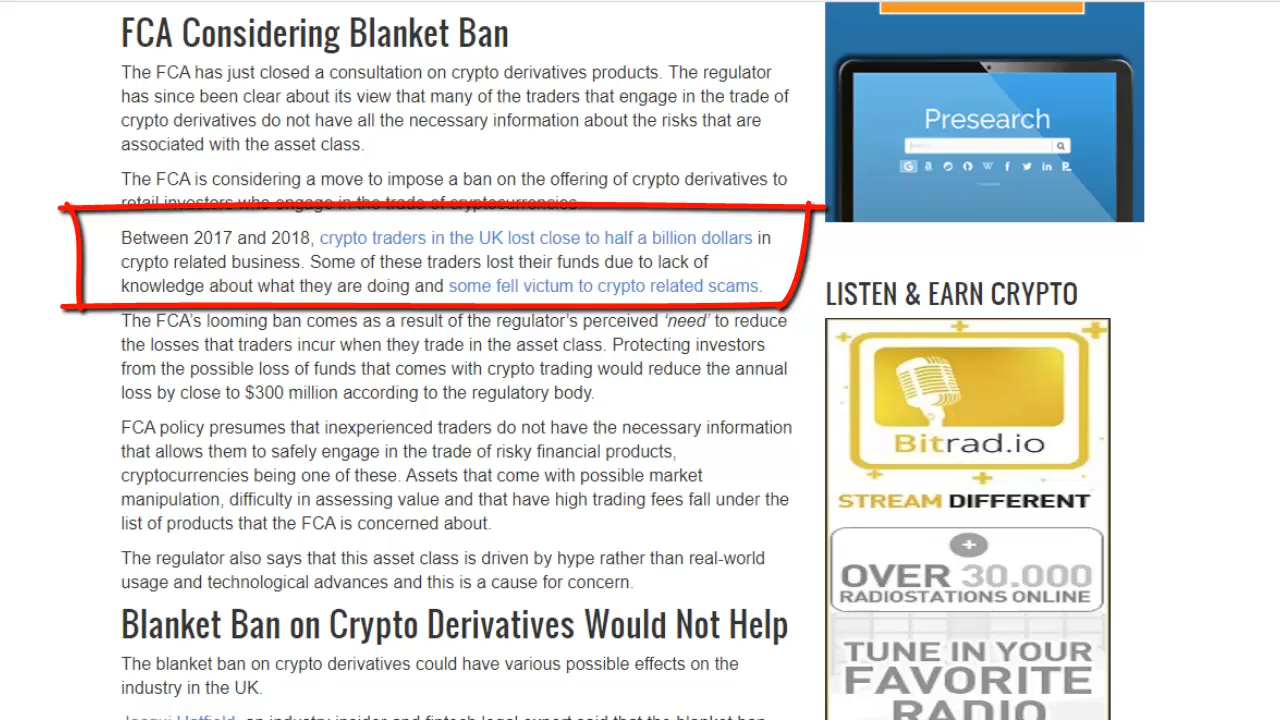 FCA Considering Blanket Ban
The FCA has just closed a consultation on crypto derivatives products. The regulator
has since been clear about its view that many of the traders that engage in the trade of
crypto derivatives do not have all the necessary information about the risks that are
associated with the asset class.
The FCA is considering a move to impose a ban on the offering of crypto derivatives to
retail investors who engage in the trade of cryptocurrencies.
Between 2017 and 2018, crypto traders in the UK lost close to half a billion dollars in
crypto related business. Some of these traders lost their funds due to lack of
knowledge about what they are doing and some fell victum to crypto related scams.
The FCA’s looming ban comes as a result of the regulator’s perceived ‘need’ to reduce
the losses that traders incur when they trade in the asset class. Protecting investors
from the possible loss of funds that comes with crypto trading would reduce the annual
loss by close to $300 million according to the regulatory body.
FCA policy presumes that inexperienced traders do not have the necessary information
that allows them to safely engage in the trade of risky financial products,
cryptocurrencies being one of these. Assets that come with possible market
manipulation, difficulty in assessing value and that have high trading fees fall under the
list of products that the FCA is concerned about.
The regulator also says that this asset class is driven by hype rather than real-world
usage and technological advances and this is a cause for concern.
Blanket Ban on Crypto Derivatives Would Not Help
The blanket ban on crypto derivatives could have various possible effects on the
industry in the UK.
Presearch
LISTEN & EARN CRYPTO
Bitrad.io
STREAM DIFFERENT
OVER 30.000
RADIOSTATIONS ONLINE
TUNE IN YOUR
FAVORITE
RADIO